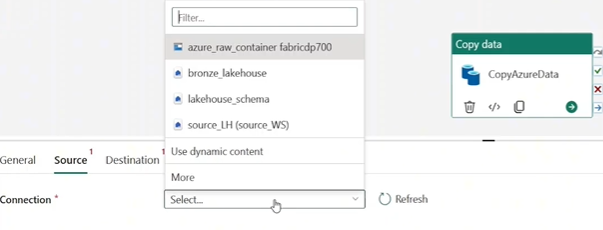 Filter...
azure_raw_container fabricdp700
bronze_lakehouse
lakehouse_schema
source_LH (source_WS)
Use dynamic content
More
Copy data
CopyAzureData
General
Source 1
Destination 1
Connection *
Select...
Refresh